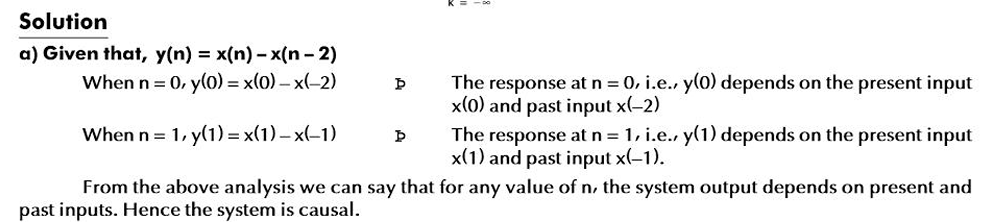 K = –∞
Solution
a) Given that, y(n) = x(n) – x(n – 2)
When n = 0, y(0) = x(0) – x(–2) Þ The response at n = 0, i.e., y(0) depends on the present input
x(0) and past input x(–2)
When n = 1, y(1) = x(1) – x(–1) Þ The response at n = 1, i.e., y(1) depends on the present input
x(1) and past input x(–1).
From the above analysis we can say that for any value of n, the system output depends on present and
past inputs. Hence the system is causal.